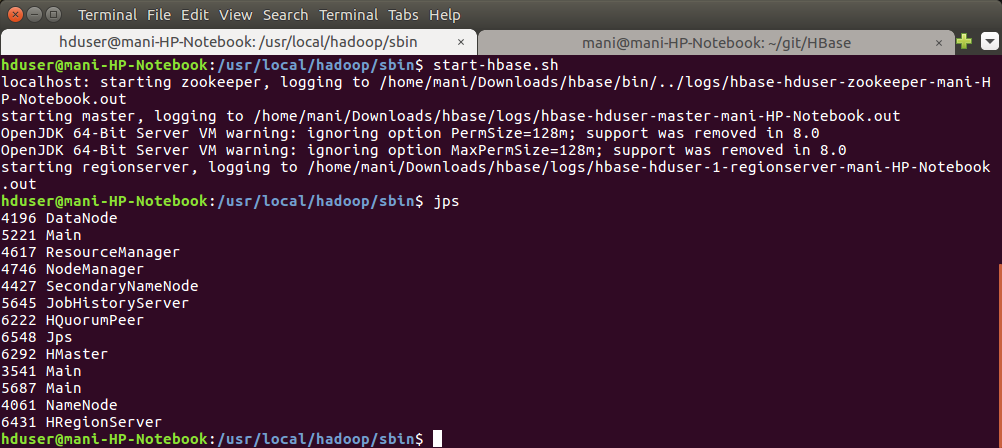 Terminal File Edit View Search Terminal Tabs Help
hduser@mani-HP-Notebook: /usr/local/hadoop/sbin × mani@mani-HP-Notebook: ~/git/HBase ×
hduser@mani-HP-Notebook:/usr/local/hadoop/sbin$ start-hbase.sh
localhost: starting zookeeper, logging to /home/mani/Downloads/hbase/bin/../logs/hbase-hduser-zookeeper-mani-H
P-Notebook.out
starting master, logging to /home/mani/Downloads/hbase/logs/hbase-hduser-master-mani-HP-Notebook.out
OpenJDK 64-Bit Server VM warning: ignoring option PermSize=128m; support was removed in 8.0
OpenJDK 64-Bit Server VM warning: ignoring option MaxPermSize=128m; support was removed in 8.0
starting regionserver, logging to /home/mani/Downloads/hbase/logs/hbase-hduser-1-regionserver-mani-HP-Notebook
.out
hduser@mani-HP-Notebook:/usr/local/hadoop/sbin$ jps
4196 DataNode
5221 Main
4617 ResourceManager
4746 NodeManager
4427 SecondaryNameNode
5645 JobHistoryServer
6222 HQuorumPeer
6548 Jps
6292 HMaster
3541 Main
5687 Main
4061 NameNode
6431 HRegionServer
hduser@mani-HP-Notebook:/usr/local/hadoop/sbin$